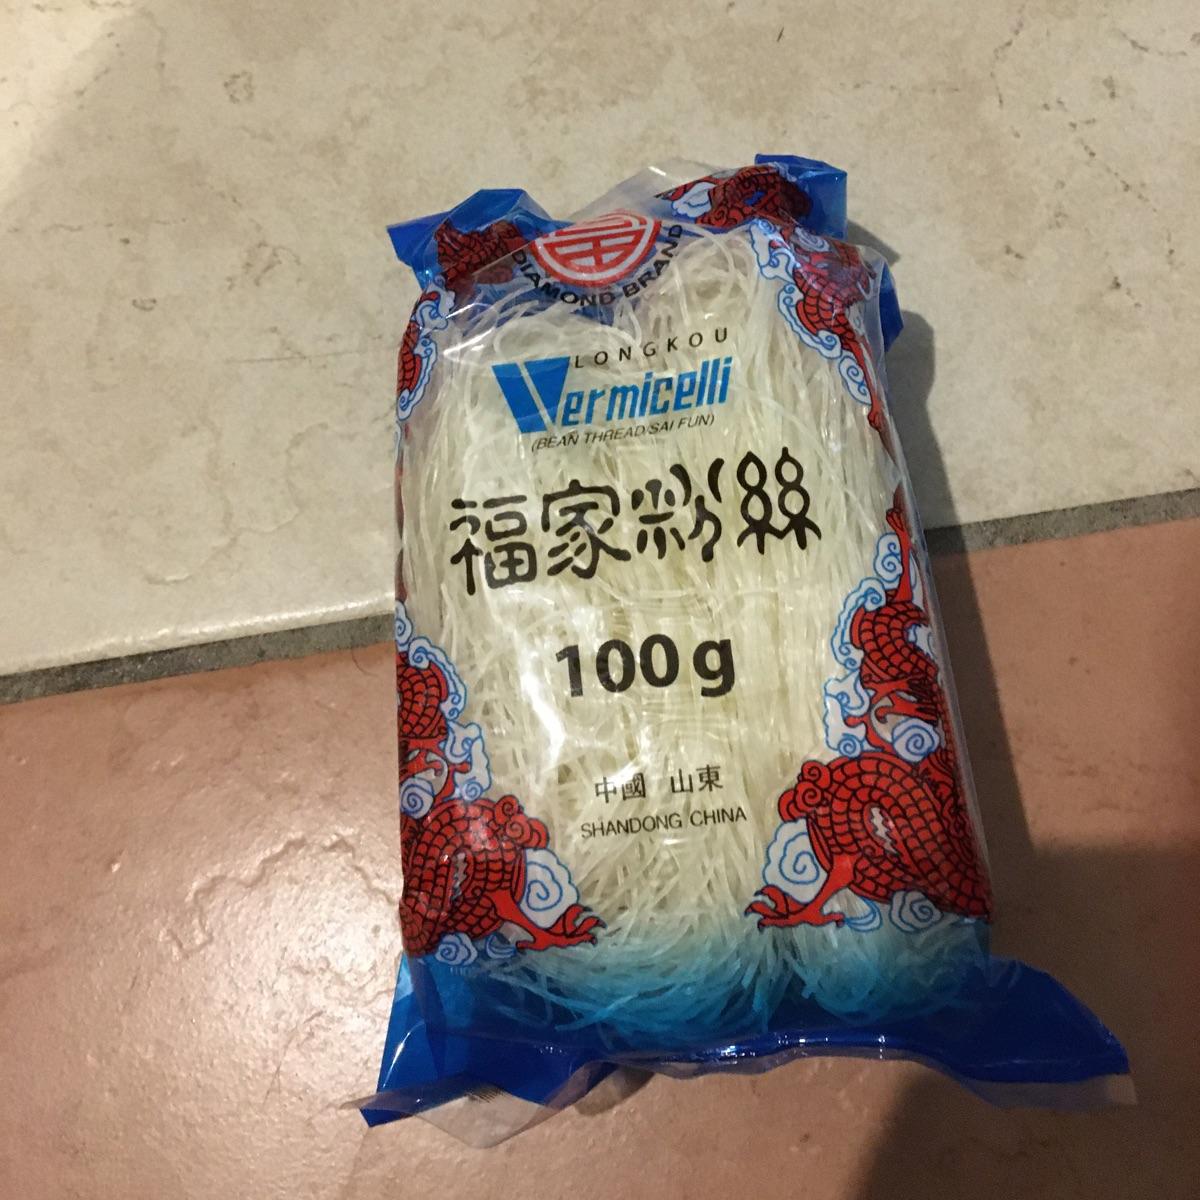 DIAMOND BRAND
LONGKOU
Vermicelli
(BEAN THREAD/SAI FUN)
福家粉絲
100g
中國 山東
SHANDONG CHINA